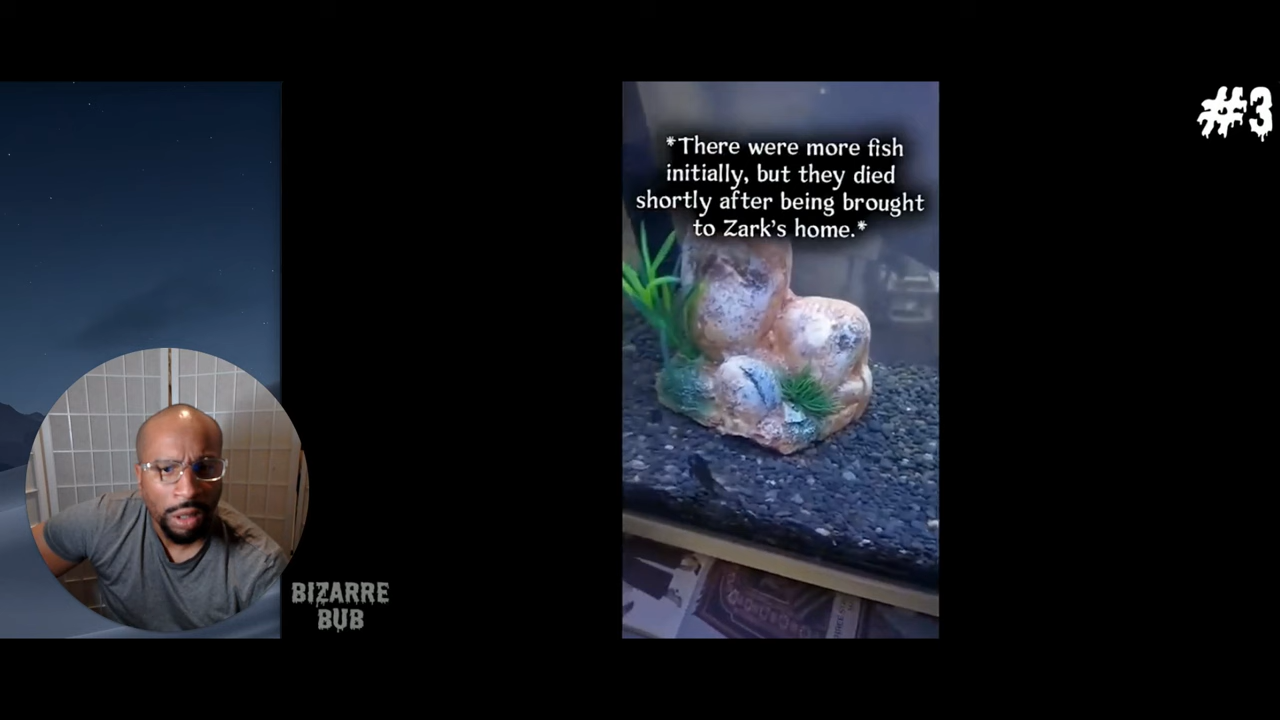 #3
*There were more fish
initially, but they died
shortly after being brought
to Zark's home.*
BIZARRE
BUB